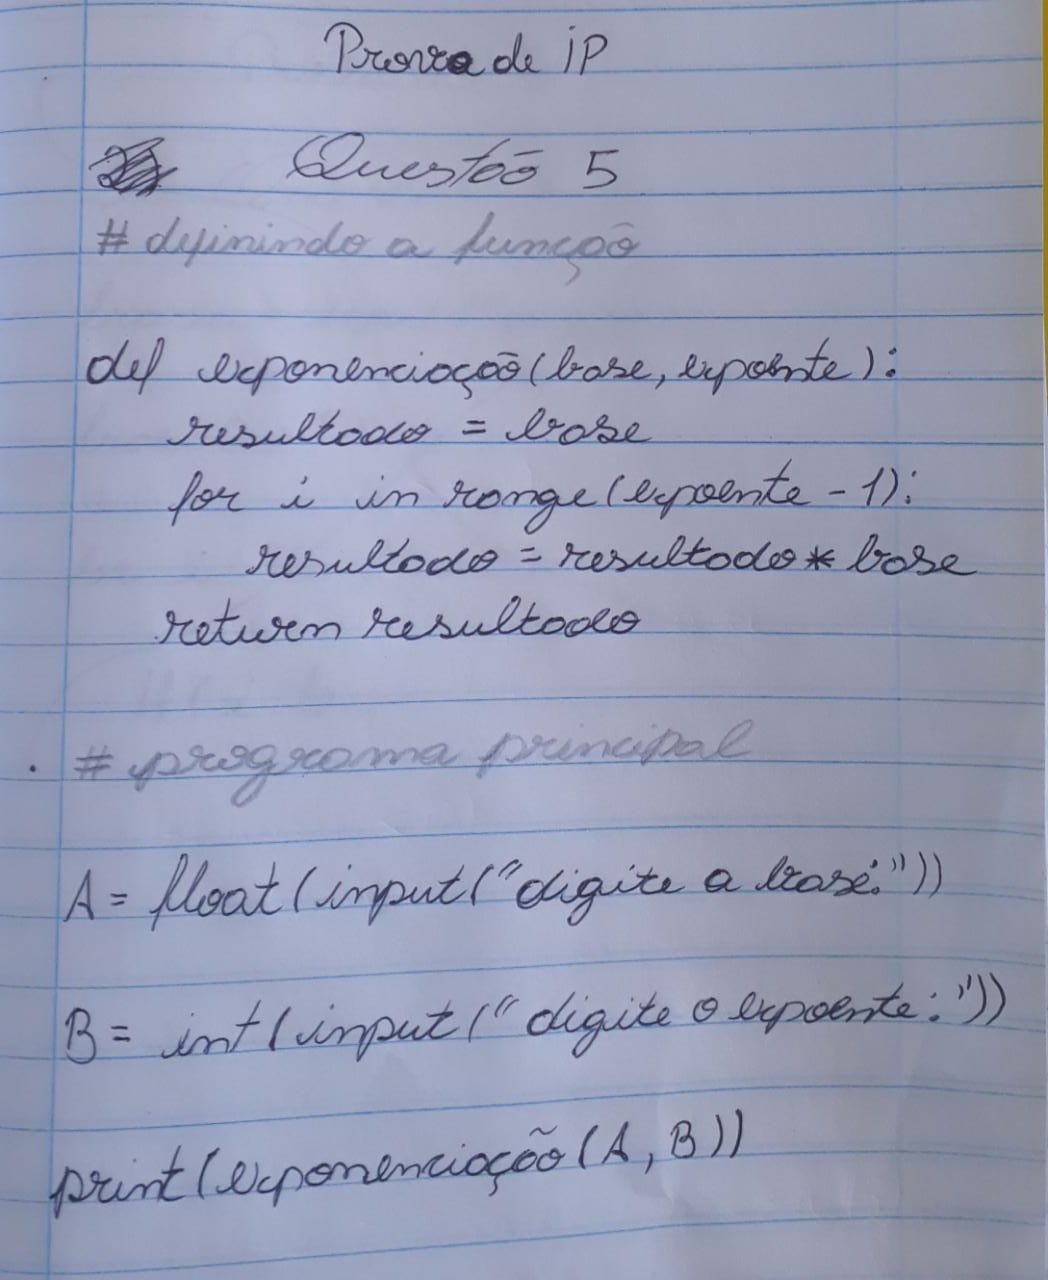 Prova de iP
Questão 5
# definindo a função
def exponenciação(base, expoente):
resultado = base
for i in range(expoente - 1):
resultado = resultado * base
return resultado
# programa principal
A = float(input("digite a base:"))
B = int(input("digite o expoente:"))
print(exponenciação(A, B))